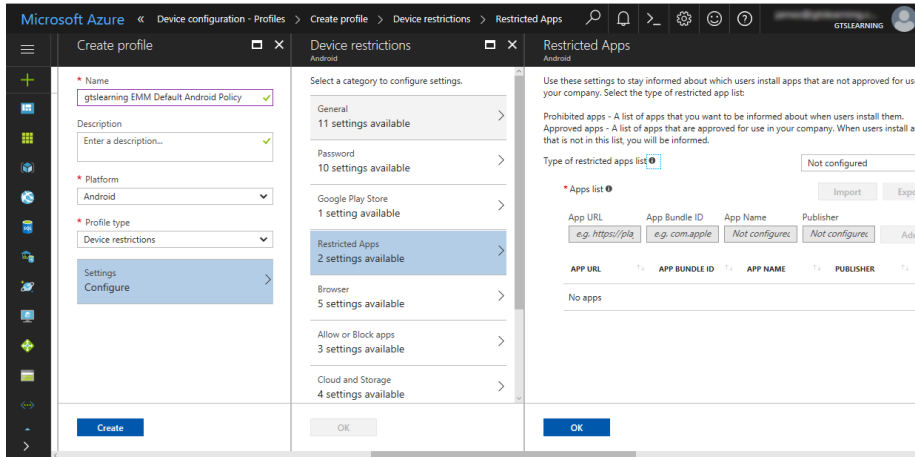 Microsoft Azure « Device configuration - Profiles > Create profile > Device restrictions > Restricted Apps
GTSLEARNING
Create profile
* Name
gtslearning EMM Default Android Policy
Description
Enter a description...
* Platform
Android
* Profile type
Device restrictions
Settings
Configure
Create
Device restrictions
Android
Select a category to configure settings.
General
11 settings available
Password
10 settings available
Google Play Store
1 setting available
Restricted Apps
2 settings available
Browser
5 settings available
Allow or Block apps
3 settings available
Cloud and Storage
4 settings available
OK
Restricted Apps
Android
Use these settings to stay informed about which users install apps that are not approved for us
your company. Select the type of restricted app list:
Prohibited apps - A list of apps that you want to be informed about when users install them.
Approved apps - A list of apps that are approved for use in your company. When users install a
that is not in this list, you will be informed.
Type of restricted apps list Not configured
* Apps list Import Expo
App URL App Bundle ID App Name Publisher
e.g. https://pla e.g. com.apple Not configured Not configured Ad
APP URL APP BUNDLE ID APP NAME PUBLISHER
No apps
OK